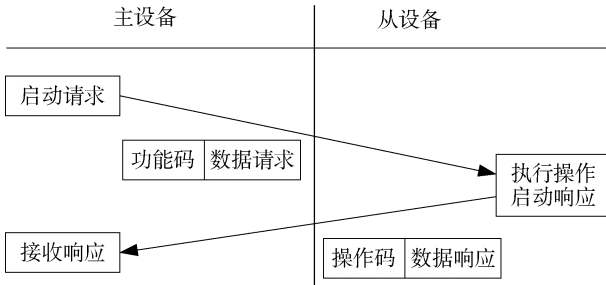 主设备
从设备
启动请求
功能码 数据请求
执行操作
启动响应
接收响应
操作码 数据响应